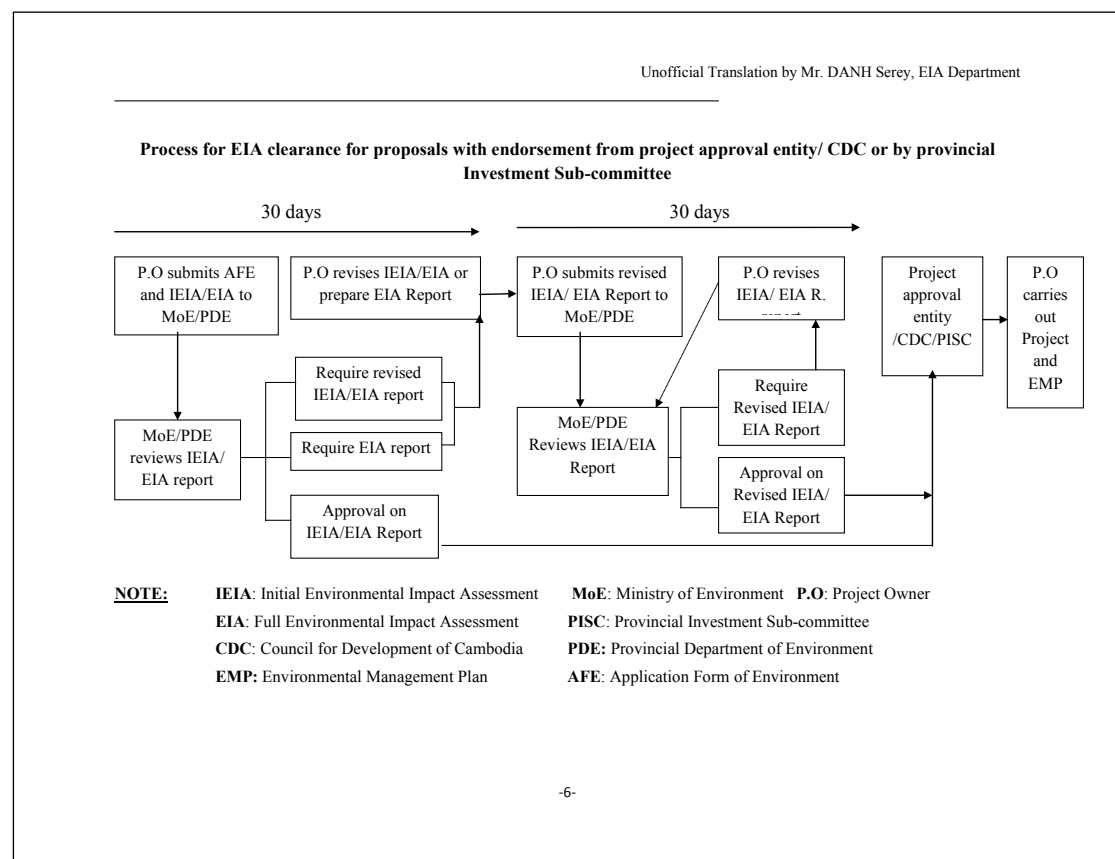 Unofficial Translation by Mr. DANH Serey, EIA Department
Process for EIA clearance for proposals with endorsement from project approval entity/ CDC or by provincial
Investment Sub-committee
30 days
30 days
P.O submits AFE
and IEIA/EIA to
MoE/PDE
P.O revises IEIA/EIA or
prepare EIA Report
P.O submits revised
IEIA/ EIA Report to
MoE/PDE
P.O revises
IEIA/ EIA R.
report
Project
approval
entity
/CDC/PISC
P.O
carries
out
Project
and
EMP
Require revised
IEIA/EIA report
Require EIA report
MoE/PDE
reviews IEIA/
EIA report
Approval on
IEIA/EIA Report
MoE/PDE
Reviews IEIA/EIA
Report
Require
Revised IEIA/
EIA Report
Approval on
Revised IEIA/
EIA Report
NOTE: IEIA: Initial Environmental Impact Assessment MoE: Ministry of Environment P.O: Project Owner
EIA: Full Environmental Impact Assessment PISC: Provincial Investment Sub-committee
CDC: Council for Development of Cambodia PDE: Provincial Department of Environment
EMP: Environmental Management Plan AFE: Application Form of Environment
-6-